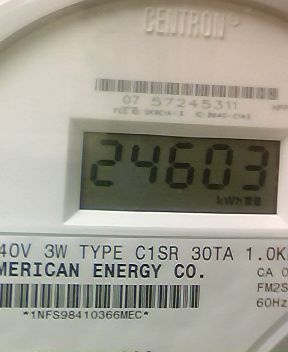 CENTRON®
07 57245311
24603
kWh
40V 3W TYPE C1SR 30TA 1.0K
MERICAN ENERGY CO.
CA 0
FM2S
60Hz
*1NFS98410366MEC*